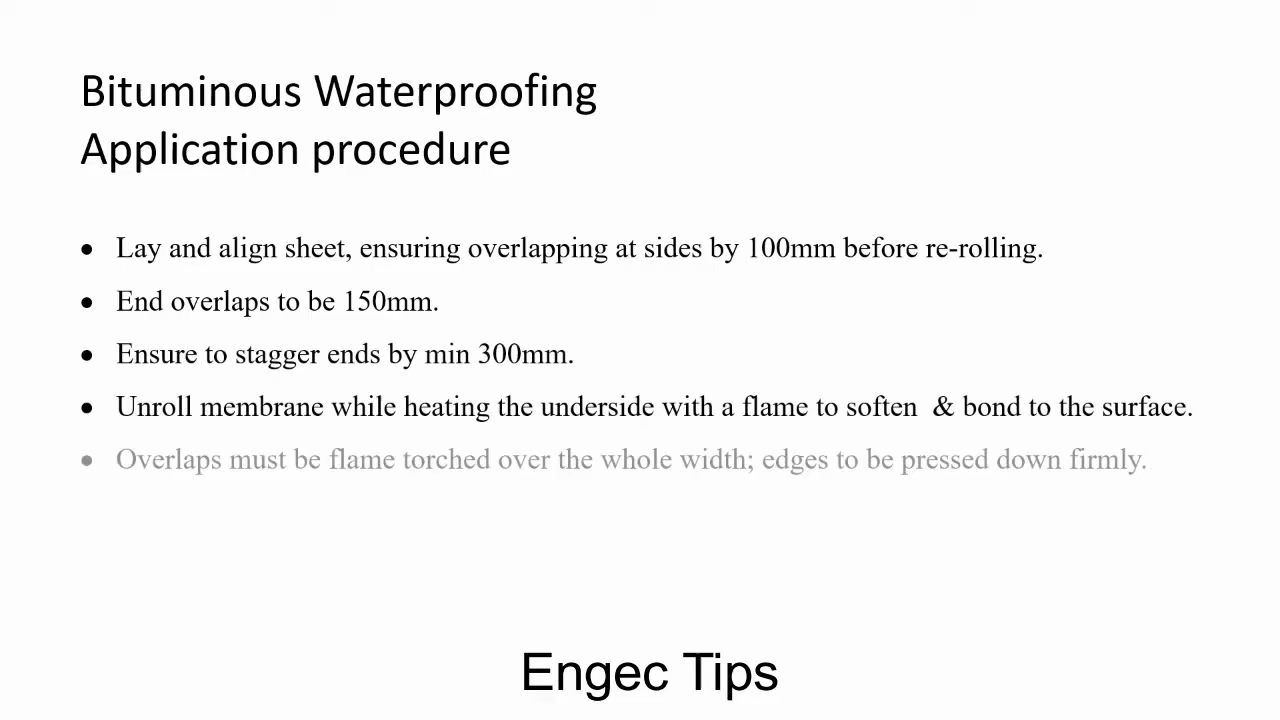 Bituminous Waterproofing
Application procedure
• Lay and align sheet, ensuring overlapping at sides by 100mm before re-rolling.
• End overlaps to be 150mm.
• Ensure to stagger ends by min 300mm.
• Unroll membrane while heating the underside with a flame to soften  & bond to the surface.
• Overlaps must be flame torched over the whole width; edges to be pressed down firmly.
Engec Tips